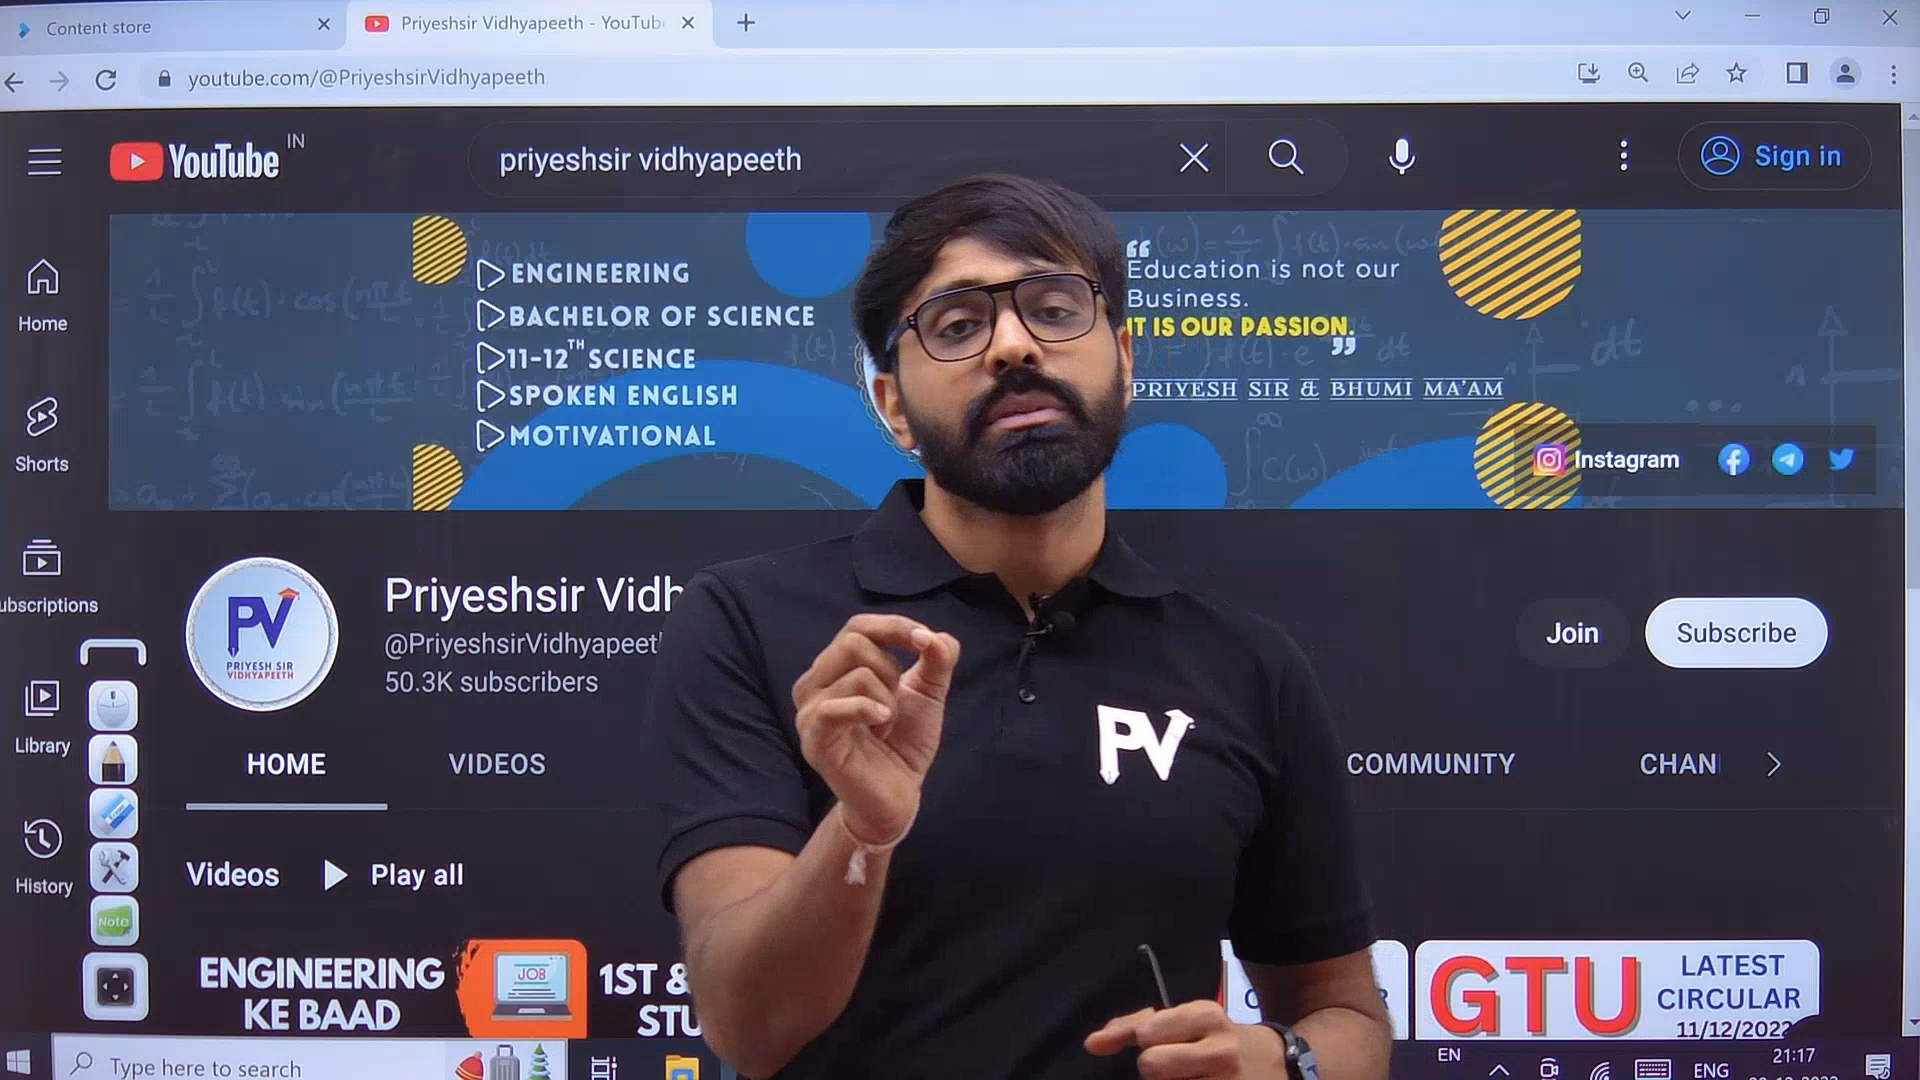 Content store
Priyeshsir Vidhyapeeth - YouTub
youtube.com/@PriyeshsirVidhyapeeth
YouTube IN
priyeshsir vidhyapeeth
Sign in
Home
Shorts
ubscriptions
Library
History
ENGINEERING
BACHELOR OF SCIENCE
11-12TH SCIENCE
SPOKEN ENGLISH
MOTIVATIONAL
“
Education is not our
Business.
IT IS OUR PASSION.
”
PRIYESH SIR & BHUMI MA'AM
Instagram
PV
PRIYESH SIR
VIDHYAPEETH
Priyeshsir Vidh
@PriyeshsirVidhyapeet
50.3K subscribers
Join
Subscribe
HOME
VIDEOS
COMMUNITY
CHAN
PV
Videos
Play all
Note
ENGINEERING
KE BAAD
JOB
1ST &
STU
GTU
LATEST
CIRCULAR
11/12/2022
Type here to search
EN
ENG
21:17